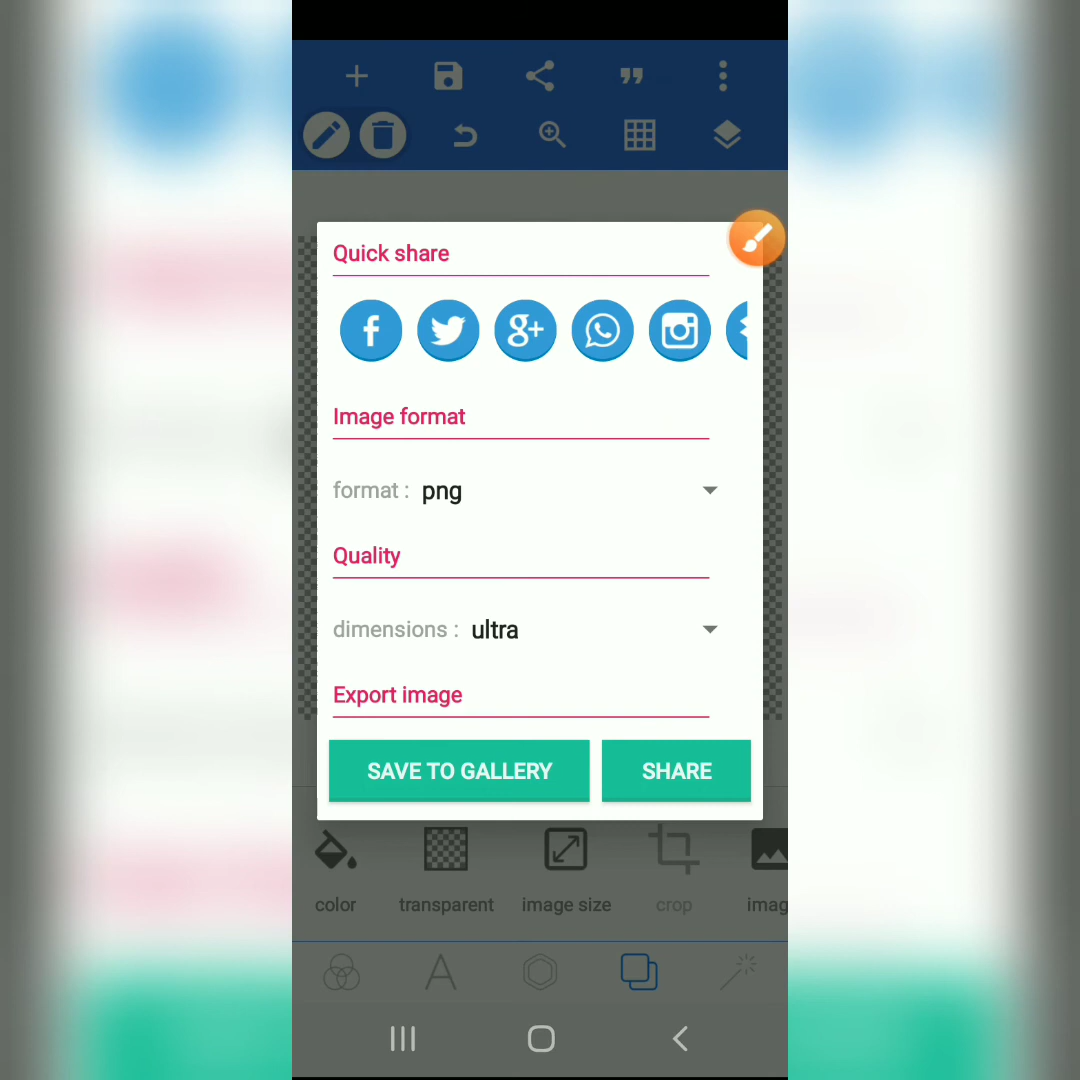 Quick share
Image format
format : png
Quality
dimensions : ultra
Export image
SAVE TO GALLERY SHARE
color transparent image size crop imag